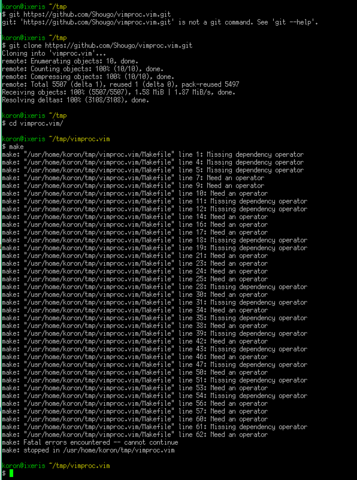 koron@ixeris ~/tmp
$ git https://github.com/Shougo/vimproc.vim.git
git: 'https://github.com/Shougo/vimproc.vim.git' is not a git command. See 'git --help'.
koron@ixeris ~/tmp
$ git clone https://github.com/Shougo/vimproc.vim.git
Cloning into 'vimproc.vim'...
remote: Enumerating objects: 10, done.
remote: Counting objects: 100% (10/10), done.
remote: Compressing objects: 100% (10/10), done.
remote: Total 5507 (delta 1), reused 1 (delta 0), pack-reused 5497
Receiving objects: 100% (5507/5507), 1.58 MiB | 1.87 MiB/s, done.
Resolving deltas: 100% (3108/3108), done.
koron@ixeris ~/tmp
$ cd vimproc.vim/
koron@ixeris ~/tmp/vimproc.vim
$ make
make: "/usr/home/koron/tmp/vimproc.vim/Makefile" line 1: Missing dependency operator
make: "/usr/home/koron/tmp/vimproc.vim/Makefile" line 4: Missing dependency operator
make: "/usr/home/koron/tmp/vimproc.vim/Makefile" line 5: Missing dependency operator
make: "/usr/home/koron/tmp/vimproc.vim/Makefile" line 7: Need an operator
make: "/usr/home/koron/tmp/vimproc.vim/Makefile" line 9: Need an operator
make: "/usr/home/koron/tmp/vimproc.vim/Makefile" line 10: Need an operator
make: "/usr/home/koron/tmp/vimproc.vim/Makefile" line 11: Missing dependency operator
make: "/usr/home/koron/tmp/vimproc.vim/Makefile" line 12: Missing dependency operator
make: "/usr/home/koron/tmp/vimproc.vim/Makefile" line 14: Need an operator
make: "/usr/home/koron/tmp/vimproc.vim/Makefile" line 16: Need an operator
make: "/usr/home/koron/tmp/vimproc.vim/Makefile" line 17: Need an operator
make: "/usr/home/koron/tmp/vimproc.vim/Makefile" line 18: Missing dependency operator
make: "/usr/home/koron/tmp/vimproc.vim/Makefile" line 19: Missing dependency operator
make: "/usr/home/koron/tmp/vimproc.vim/Makefile" line 21: Need an operator
make: "/usr/home/koron/tmp/vimproc.vim/Makefile" line 23: Need an operator
make: "/usr/home/koron/tmp/vimproc.vim/Makefile" line 24: Need an operator
make: "/usr/home/koron/tmp/vimproc.vim/Makefile" line 25: Need an operator
make: "/usr/home/koron/tmp/vimproc.vim/Makefile" line 28: Missing dependency operator
make: "/usr/home/koron/tmp/vimproc.vim/Makefile" line 30: Need an operator
make: "/usr/home/koron/tmp/vimproc.vim/Makefile" line 31: Missing dependency operator
make: "/usr/home/koron/tmp/vimproc.vim/Makefile" line 34: Need an operator
make: "/usr/home/koron/tmp/vimproc.vim/Makefile" line 35: Missing dependency operator
make: "/usr/home/koron/tmp/vimproc.vim/Makefile" line 38: Need an operator
make: "/usr/home/koron/tmp/vimproc.vim/Makefile" line 39: Missing dependency operator
make: "/usr/home/koron/tmp/vimproc.vim/Makefile" line 42: Need an operator
make: "/usr/home/koron/tmp/vimproc.vim/Makefile" line 43: Missing dependency operator
make: "/usr/home/koron/tmp/vimproc.vim/Makefile" line 46: Need an operator
make: "/usr/home/koron/tmp/vimproc.vim/Makefile" line 47: Missing dependency operator
make: "/usr/home/koron/tmp/vimproc.vim/Makefile" line 50: Need an operator
make: "/usr/home/koron/tmp/vimproc.vim/Makefile" line 51: Missing dependency operator
make: "/usr/home/koron/tmp/vimproc.vim/Makefile" line 53: Need an operator
make: "/usr/home/koron/tmp/vimproc.vim/Makefile" line 54: Missing dependency operator
make: "/usr/home/koron/tmp/vimproc.vim/Makefile" line 56: Need an operator
make: "/usr/home/koron/tmp/vimproc.vim/Makefile" line 57: Need an operator
make: "/usr/home/koron/tmp/vimproc.vim/Makefile" line 60: Need an operator
make: "/usr/home/koron/tmp/vimproc.vim/Makefile" line 61: Missing dependency operator
make: "/usr/home/koron/tmp/vimproc.vim/Makefile" line 62: Need an operator
make: Fatal errors encountered -- cannot continue
make: stopped in /usr/home/koron/tmp/vimproc.vim
koron@ixeris ~/tmp/vimproc.vim
$